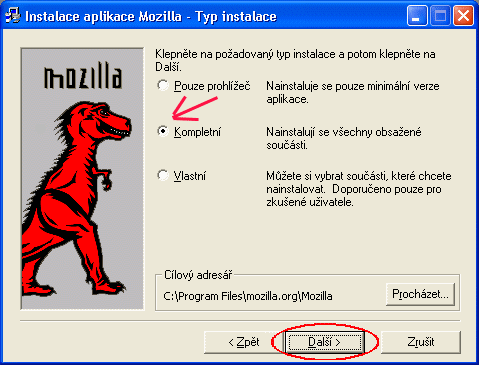 Instalace aplikace Mozilla - Typ instalace
mozilla
Klepněte na požadovaný typ instalace a potom klepněte na
Další.
Pouze prohlížeč
Nainstaluje se pouze minimální verze
aplikace.
Kompletní
Nainstalují se všechny obsažené
součásti.
Vlastní
Můžete si vybrat součásti, které chcete
nainstalovat. Doporučeno pouze pro
zkušené uživatele.
Cílový adresář
C:\Program Files\mozilla.org\Mozilla
Procházet...
< Zpět
Další >
Zrušit